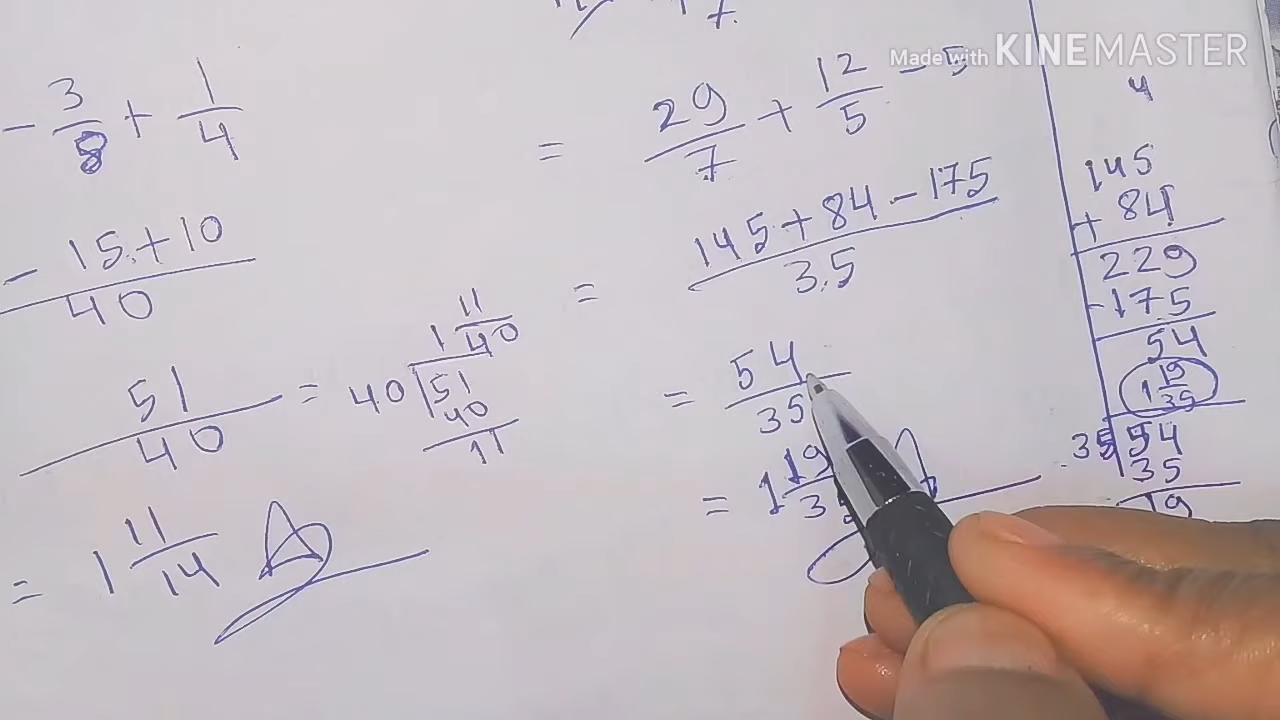 Made with KINEMASTER
- 3/8 + 1/4
- 15 + 10 / 40
51/40 = 40 ) 51 ( 1 11/40
40
11
= 1 11/14 A
7
= 29/7 + 12/5 - 5
= 145 + 84 - 175 / 35
= 54/35
= 1 19/35 A
4
145
+ 84
229
-175
54
1 19/35
35 54
35
19